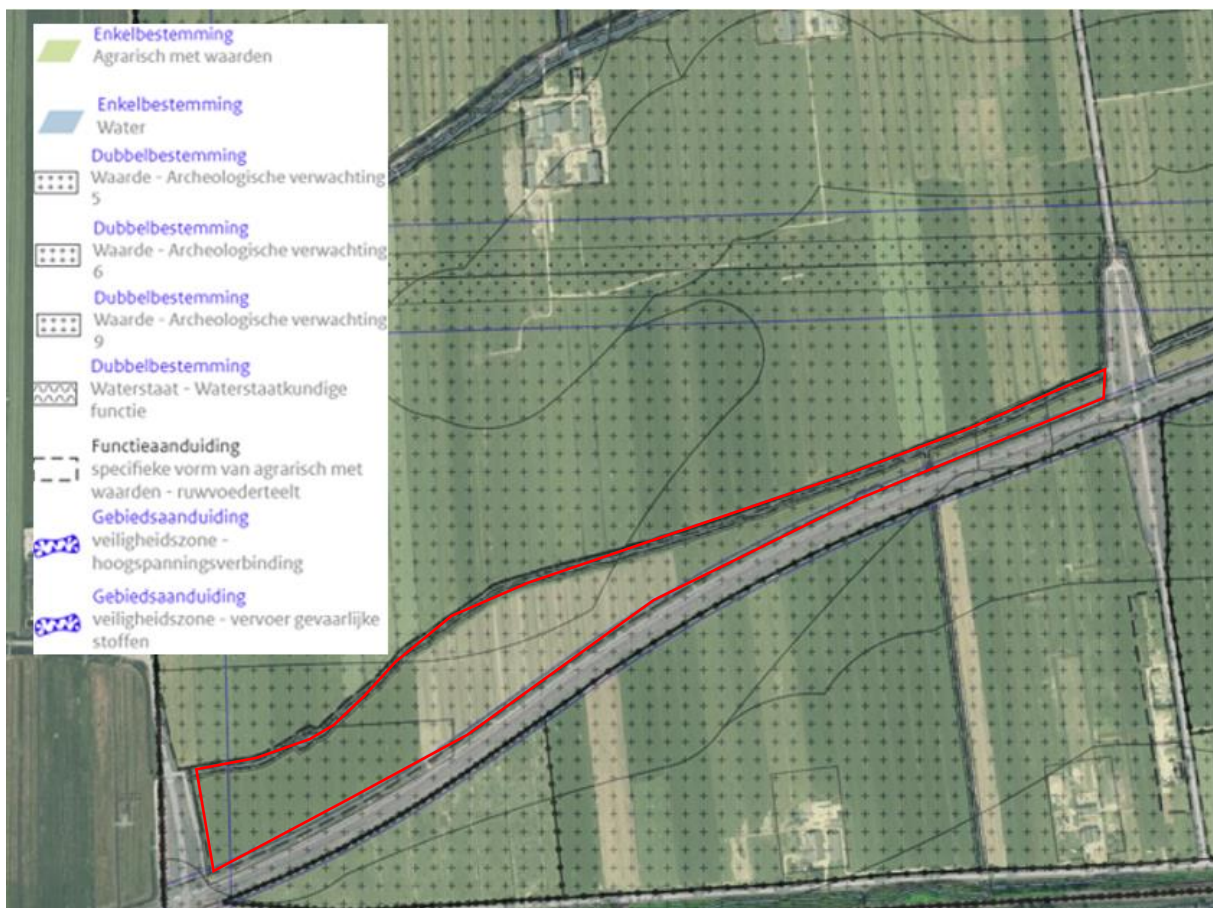 Enkelbestemming
Agrarisch met waarden
Enkelbestemming
Water
Dubbelbestemming
Waarde - Archeologische verwachting
5
Dubbelbestemming
Waarde - Archeologische verwachting
6
Dubbelbestemming
Waarde - Archeologische verwachting
9
Dubbelbestemming
Waterstaat - Waterstaatkundige
functie
Functieaanduiding
specifieke vorm van agrarisch met
waarden - ruwvoederteelt
Gebiedsaanduiding
veiligheidszone -
hoogspanningsverbinding
Gebiedsaanduiding
veiligheidszone - vervoer gevaarlijke
stoffen